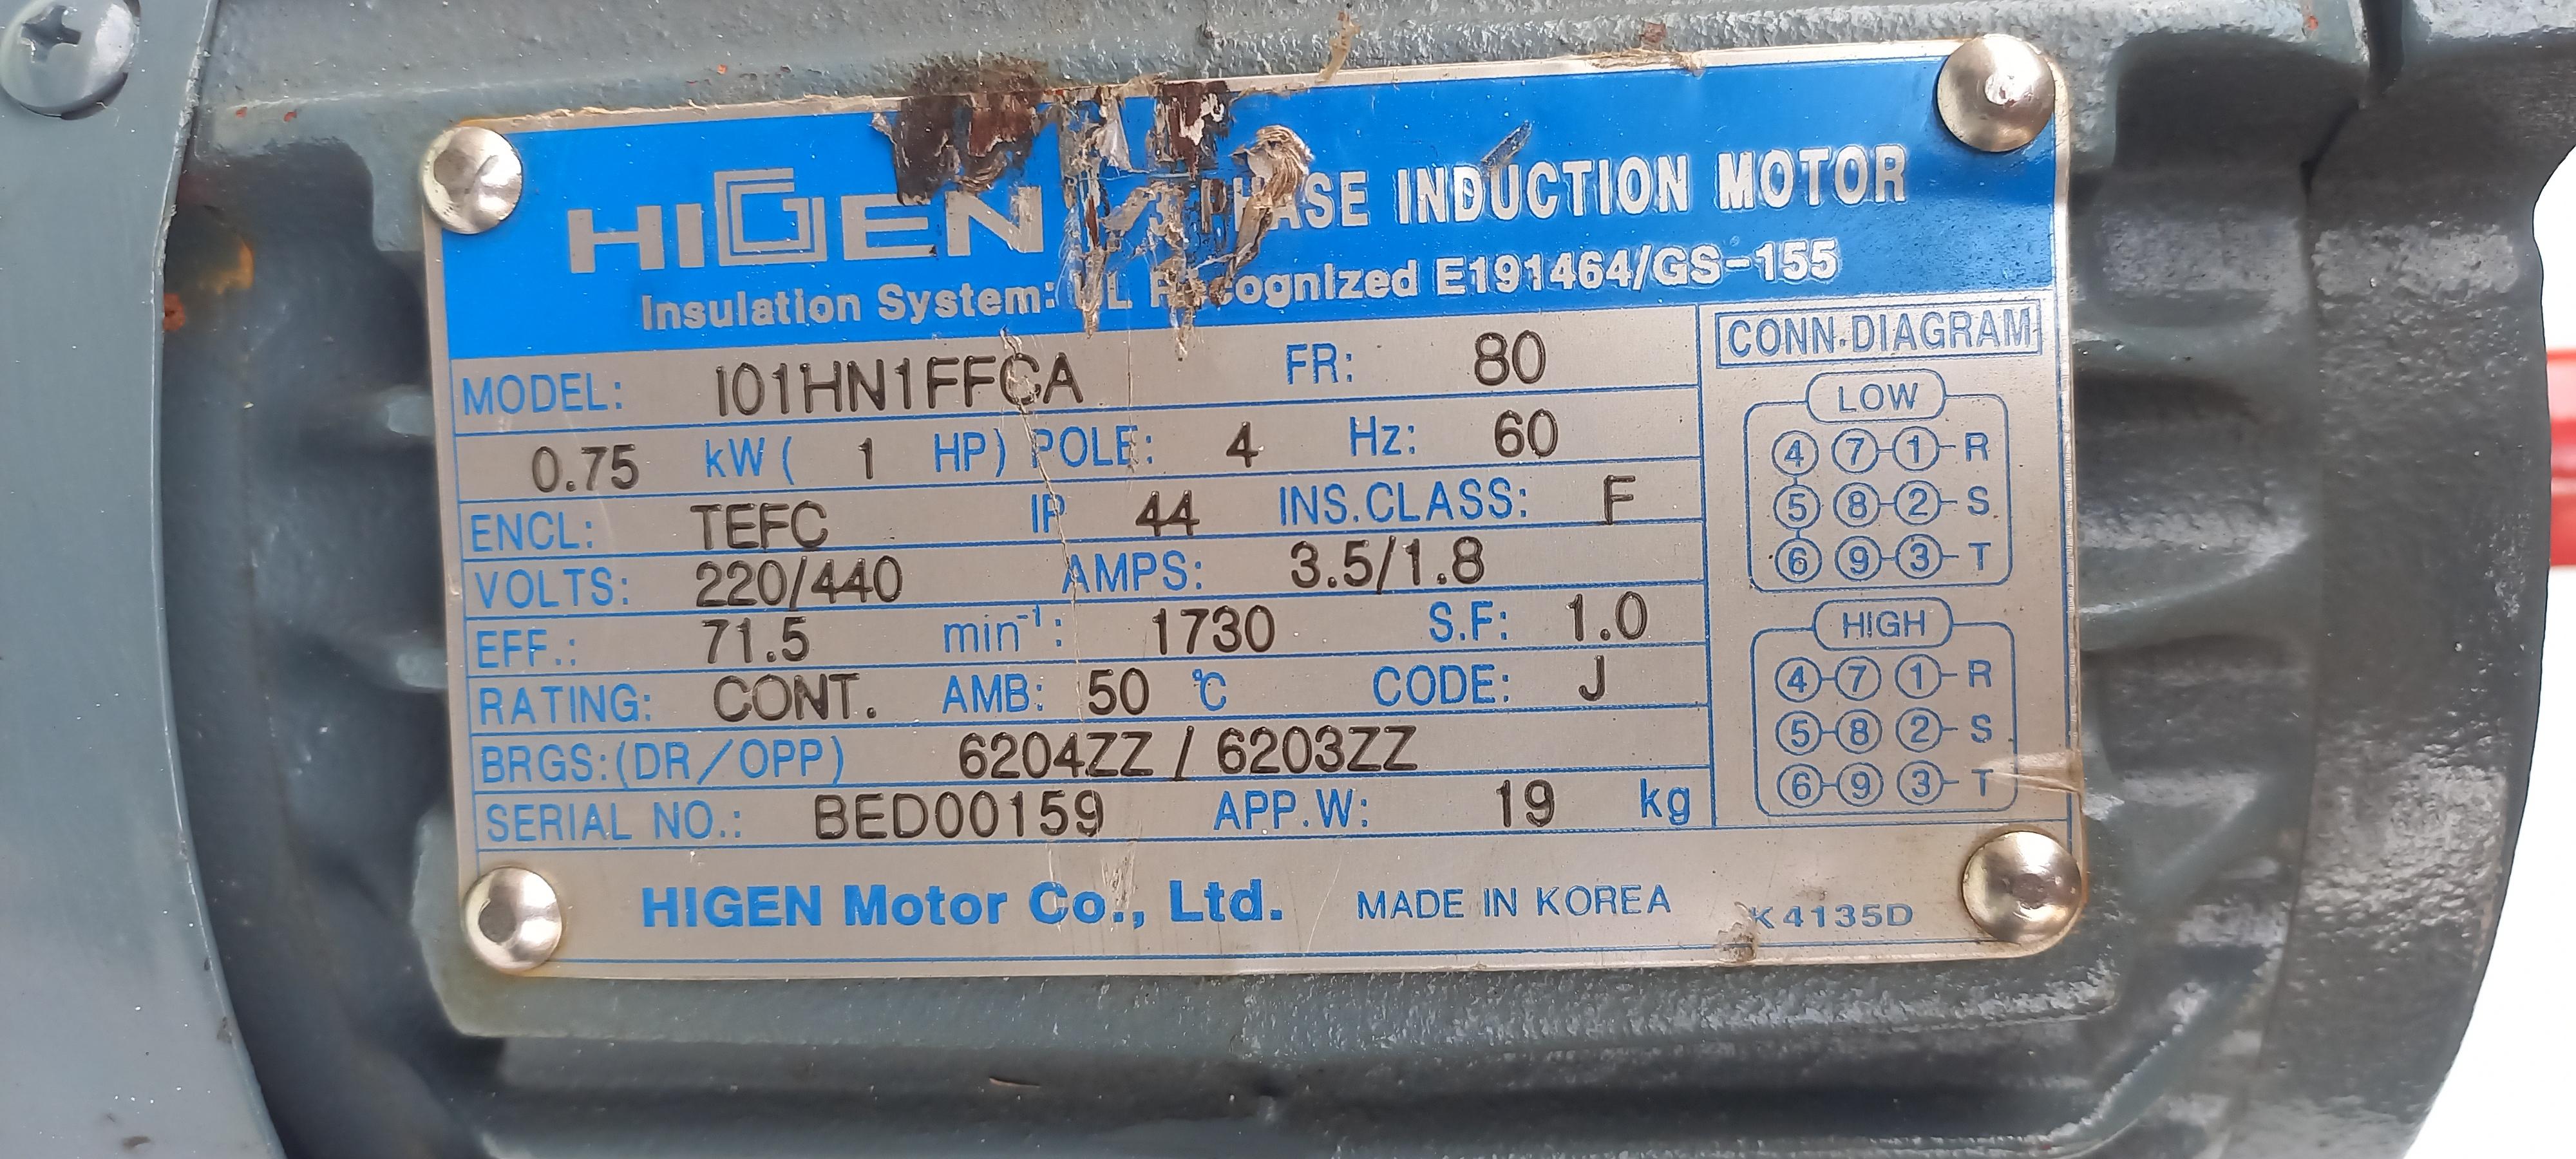 HIGEN 3 PHASE INDUCTION MOTOR
Insulation System: UL Recognized E191464/GS-155
MODEL: I01HN1FFCA FR: 80
0.75 kW ( 1 HP) POLE: 4 Hz: 60
ENCL: TEFC IP 44 INS.CLASS: F
VOLTS: 220/440 AMPS: 3.5/1.8
EFF.: 71.5 min⁻¹: 1730 S.F: 1.0
RATING: CONT. AMB: 50 ℃ CODE: J
BRGS:(DR/OPP) 6204ZZ / 6203ZZ
SERIAL NO.: BED00159 APP.W: 19 kg
CONN.DIAGRAM
LOW
4 7 1 R
5 8 2 S
6 9 3 T
HIGH
4 7 1 R
5 8 2 S
6 9 3 T
HIGEN Motor Co., Ltd. MADE IN KOREA K4135D